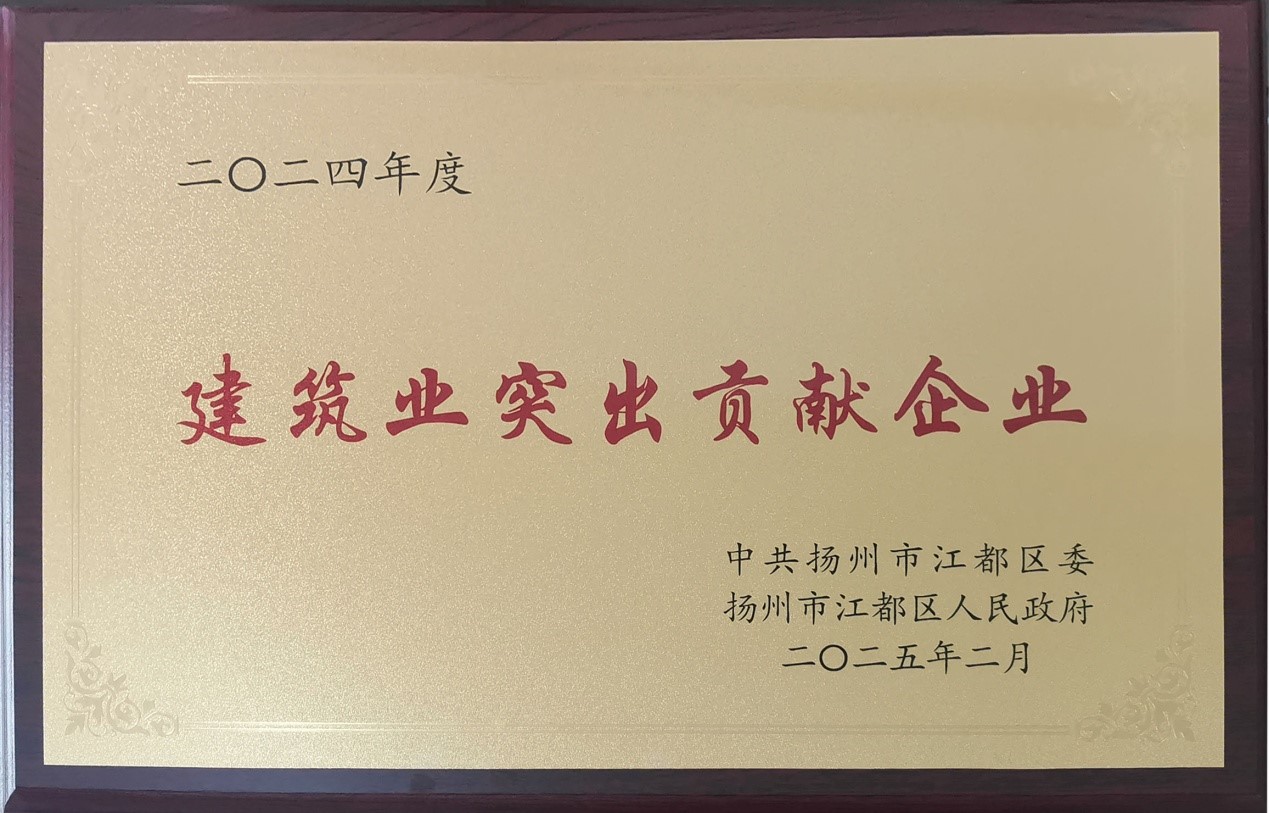 二〇二四年度
建筑业突出贡献企业
中共扬州市江都区委
扬州市江都区人民政府
二〇二五年二月